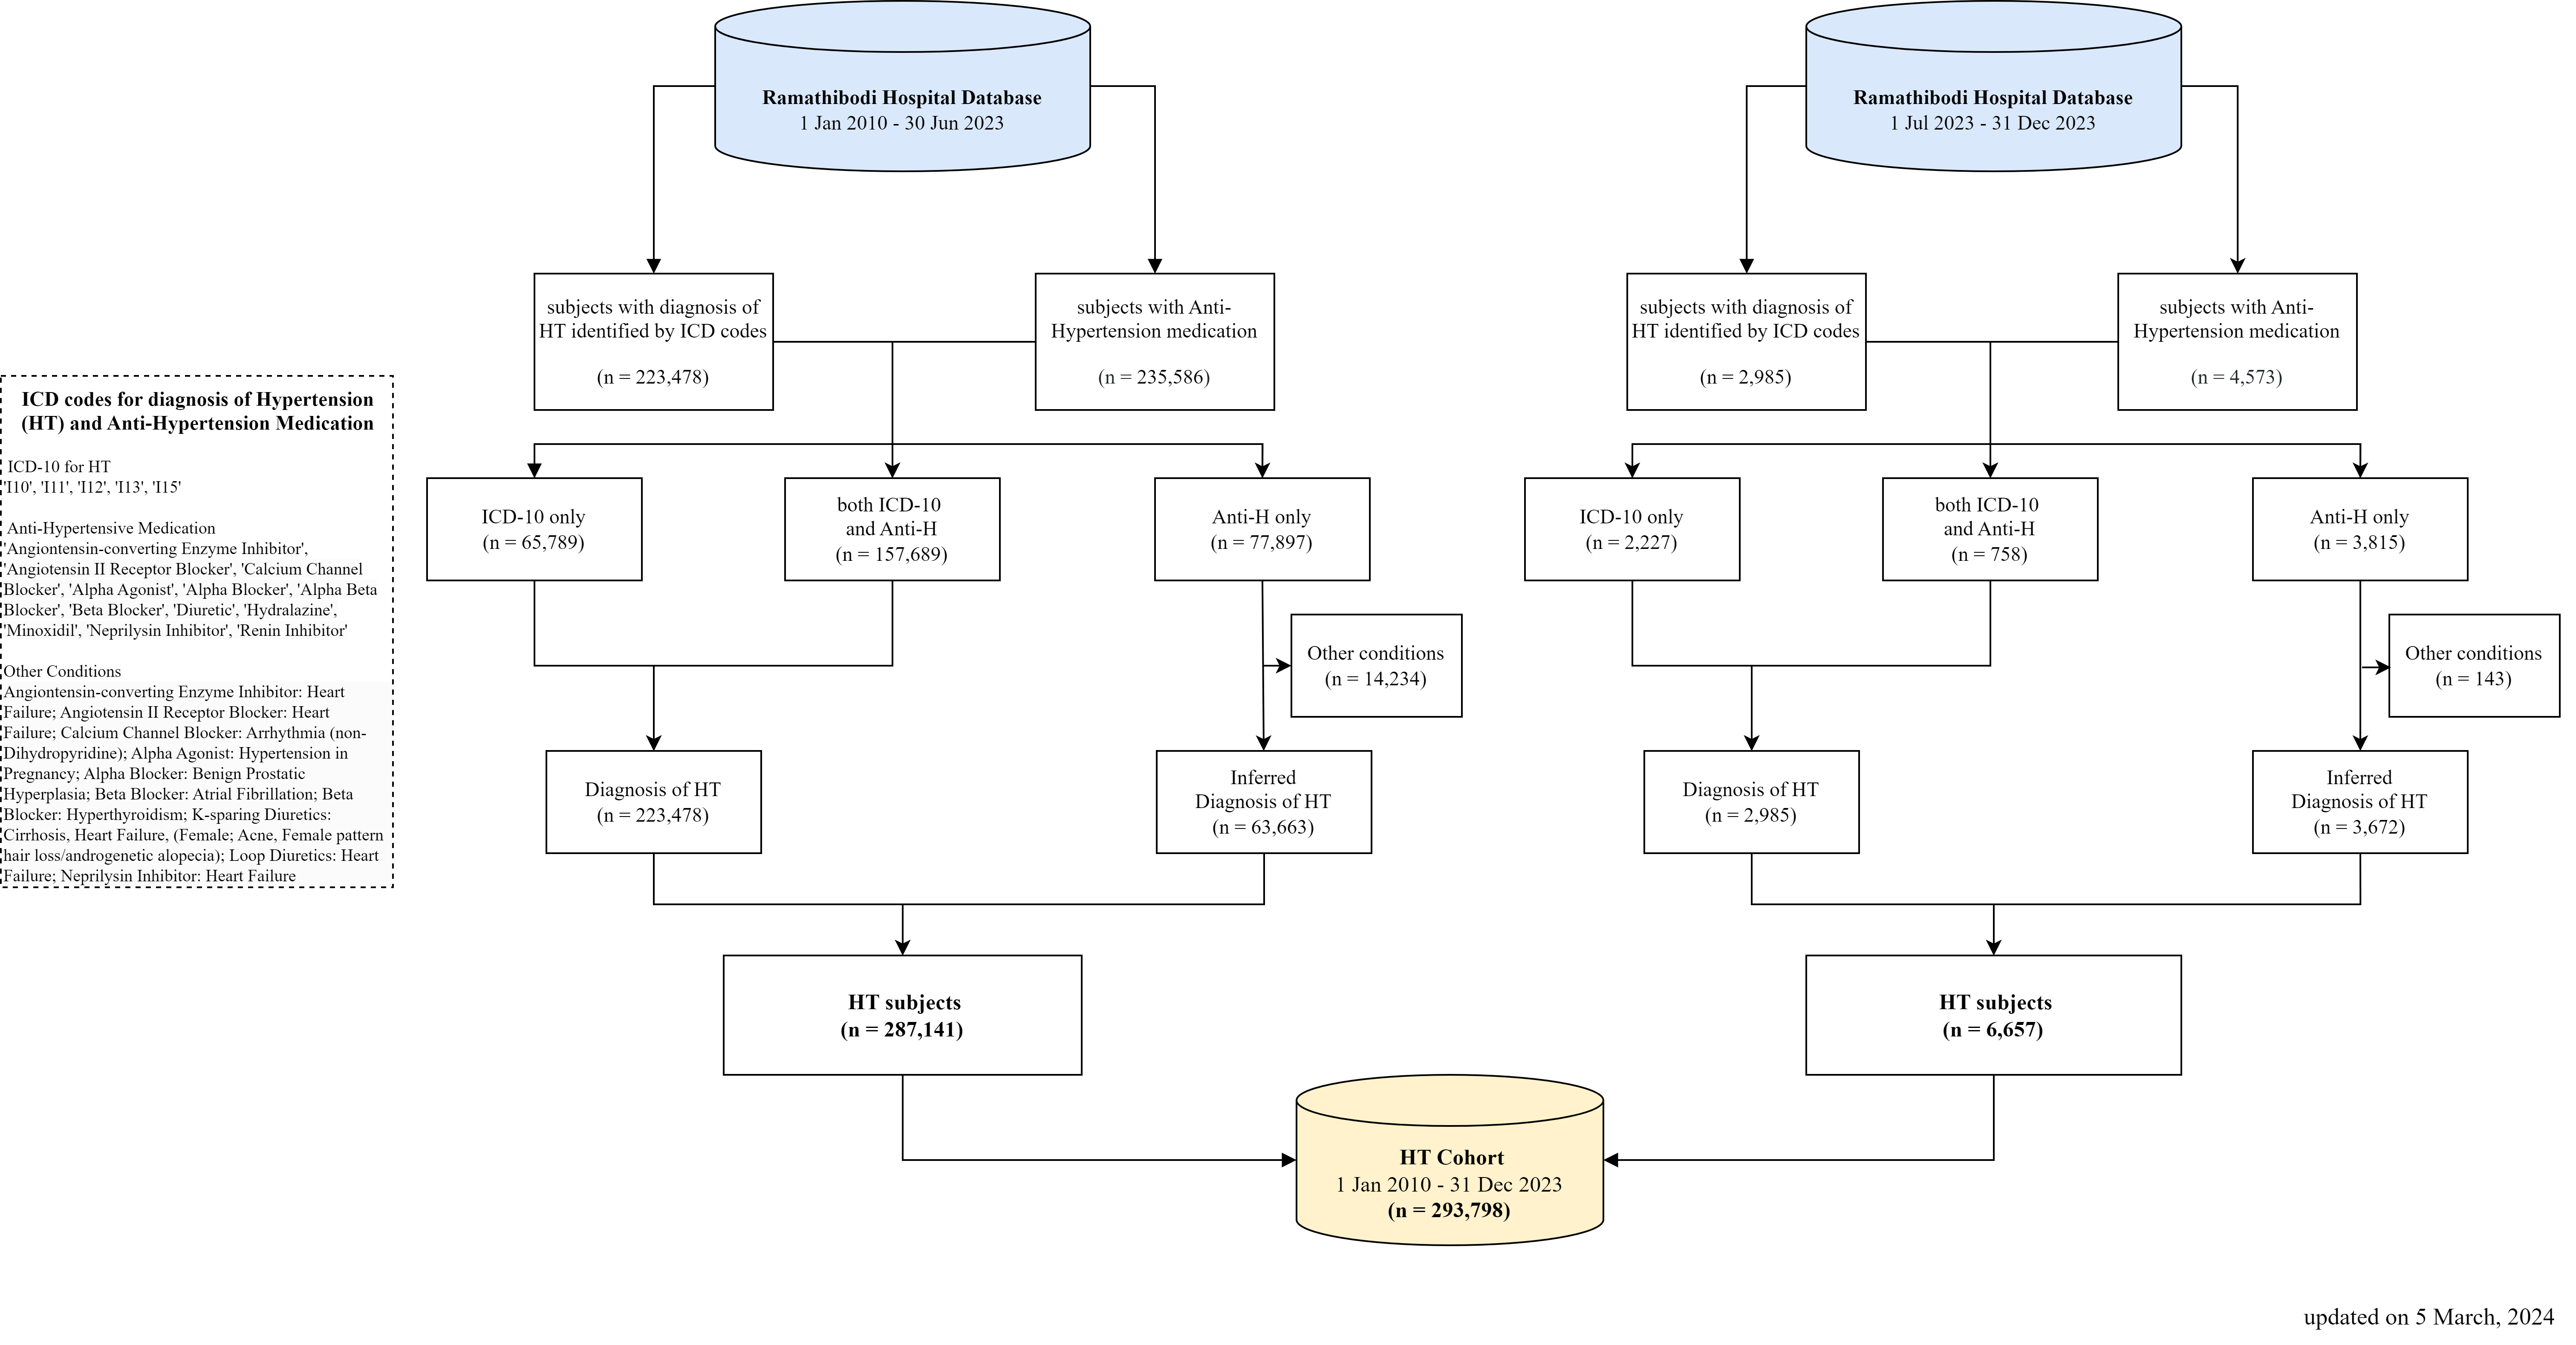 Ramathibodi Hospital Database
1 Jan 2010 - 30 Jun 2023
Ramathibodi Hospital Database
1 Jul 2023 - 31 Dec 2023
subjects with diagnosis of
HT identified by ICD codes
(n = 223,478)
subjects with Anti-
Hypertension medication
(n = 235,586)
subjects with diagnosis of
HT identified by ICD codes
(n = 2,985)
subjects with Anti-
Hypertension medication
(n = 4,573)
ICD codes for diagnosis of Hypertension
(HT) and Anti-Hypertension Medication
ICD-10 for HT
'I10', 'I11', 'I12', 'I13', 'I15'
Anti-Hypertensive Medication
'Angiontensin-converting Enzyme Inhibitor',
'Angiotensin II Receptor Blocker', 'Calcium Channel
Blocker', 'Alpha Agonist', 'Alpha Blocker', 'Alpha Beta
Blocker', 'Beta Blocker', 'Diuretic', 'Hydralazine',
'Minoxidil', 'Neprilysin Inhibitor', 'Renin Inhibitor'
Other Conditions
Angiontensin-converting Enzyme Inhibitor: Heart
Failure; Angiotensin II Receptor Blocker: Heart
Failure; Calcium Channel Blocker: Arrhythmia (non-
Dihydropyridine); Alpha Agonist: Hypertension in
Pregnancy; Alpha Blocker: Benign Prostatic
Hyperplasia; Beta Blocker: Atrial Fibrillation; Beta
Blocker: Hyperthyroidism; K-sparing Diuretics:
Cirrhosis, Heart Failure, (Female; Acne, Female pattern
hair loss/androgenetic alopecia); Loop Diuretics: Heart
Failure; Neprilysin Inhibitor: Heart Failure
ICD-10 only
(n = 65,789)
both ICD-10
and Anti-H
(n = 157,689)
Anti-H only
(n = 77,897)
ICD-10 only
(n = 2,227)
both ICD-10
and Anti-H
(n = 758)
Anti-H only
(n = 3,815)
Other conditions
(n = 14,234)
Other conditions
(n = 143)
Diagnosis of HT
(n = 223,478)
Inferred
Diagnosis of HT
(n = 63,663)
Diagnosis of HT
(n = 2,985)
Inferred
Diagnosis of HT
(n = 3,672)
HT subjects
(n = 287,141)
HT subjects
(n = 6,657)
HT Cohort
1 Jan 2010 - 31 Dec 2023
(n = 293,798)
updated on 5 March, 2024